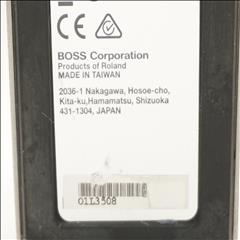 BOSS Corporation
Products of Roland
MADE IN TAIWAN
2036-1 Nakagawa, Hosoe-cho,
Kita-ku,Hamamatsu, Shizuoka
431-1304, JAPAN
01L3508